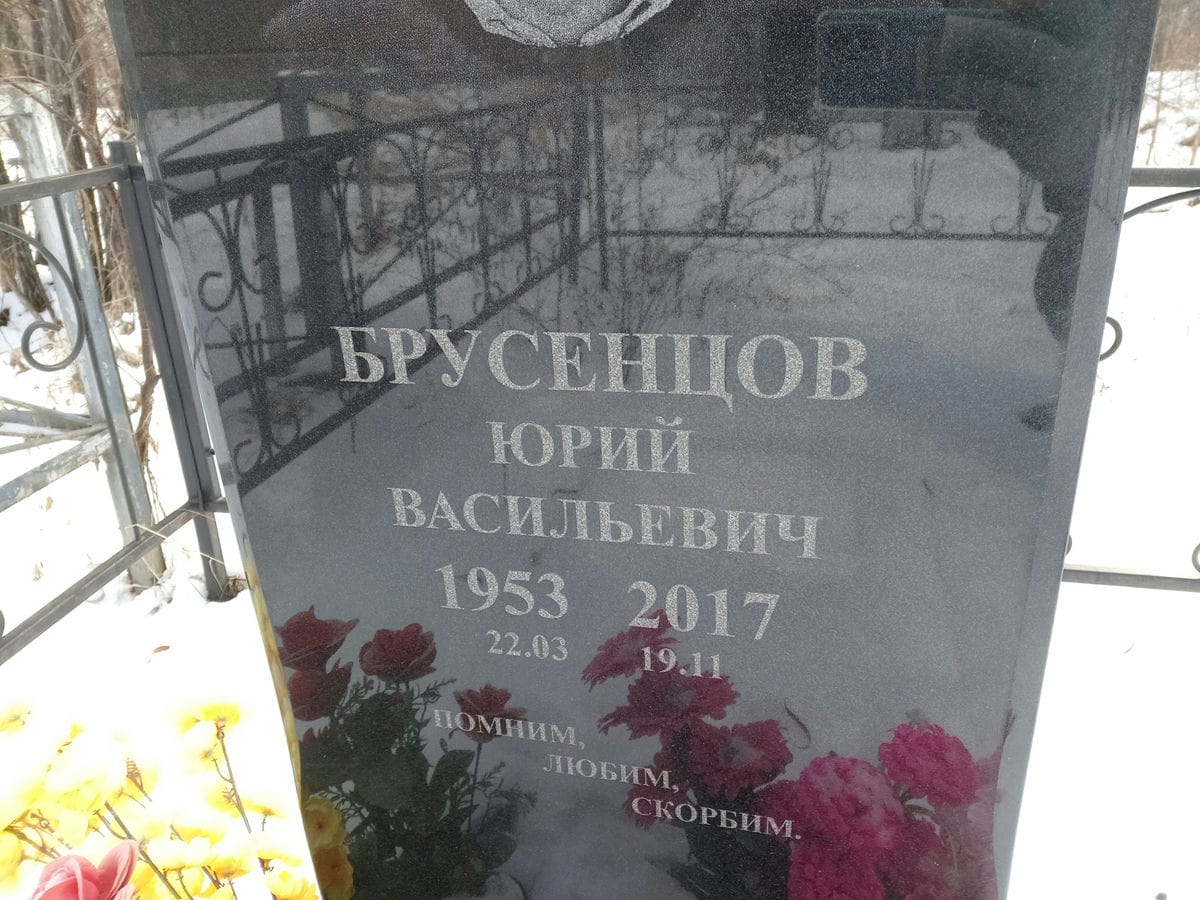 БРУСЕНЦОВ
ЮРИЙ
ВАСИЛЬЕВИЧ
1953 2017
22.03 19.11
ПОМНИМ,
ЛЮБИМ,
СКОРБИМ.